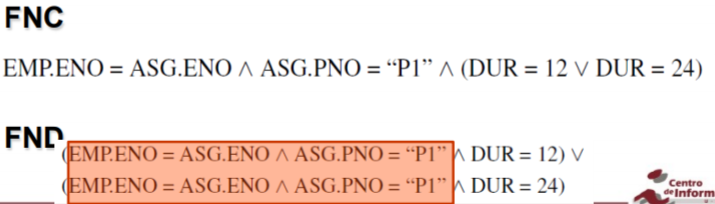 FNC
EMP.ENO = ASG.ENO ∧ ASG.PNO = “P1” ∧ (DUR = 12 ∨ DUR = 24)
FND
(EMP.ENO = ASG.ENO ∧ ASG.PNO = “P1” ∧ DUR = 12) ∨
(EMP.ENO = ASG.ENO ∧ ASG.PNO = “P1” ∧ DUR = 24)
Centro
de Inform